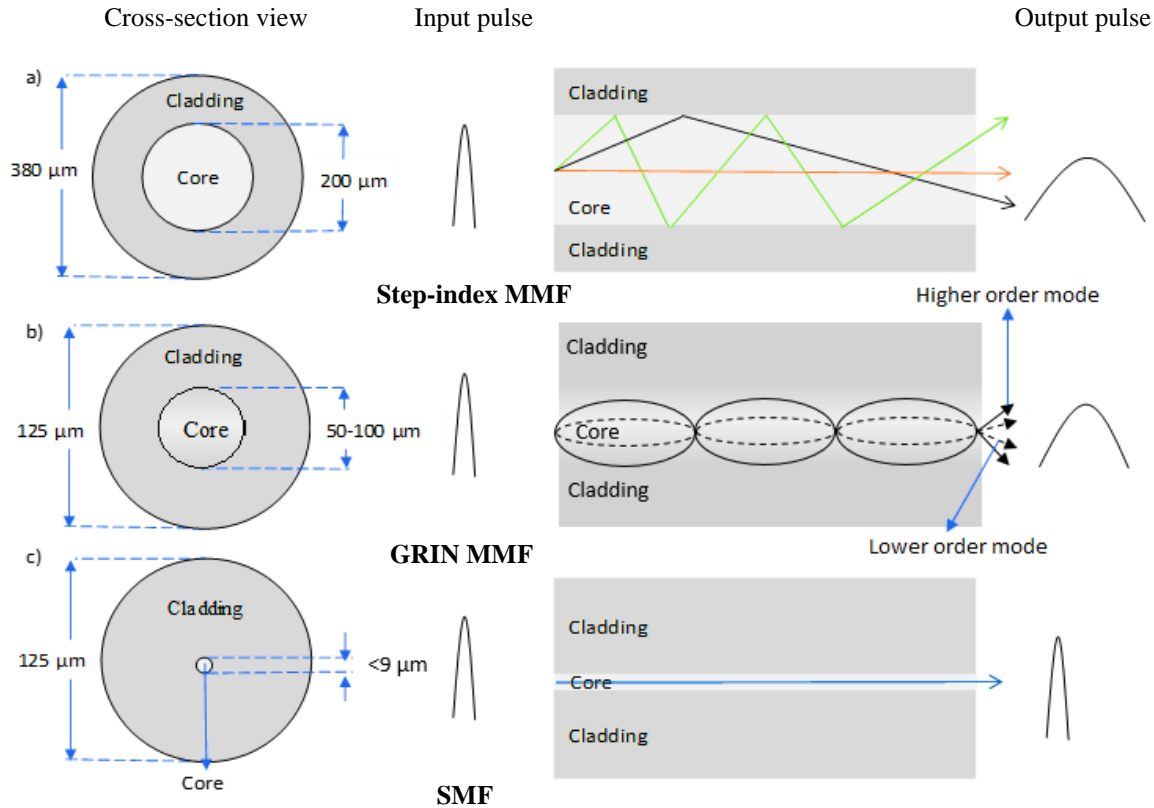 Cross-section view Input pulse Output pulse
a)
Cladding
Core
380 µm
200 µm
Cladding
Core
Cladding
Step-index MMF
Higher order mode
b)
Cladding
Core
125 µm
50-100 µm
Cladding
Core
Cladding
Lower order mode
GRIN MMF
c)
Cladding
125 µm
<9 µm
Core
Cladding
Core
Cladding
SMF